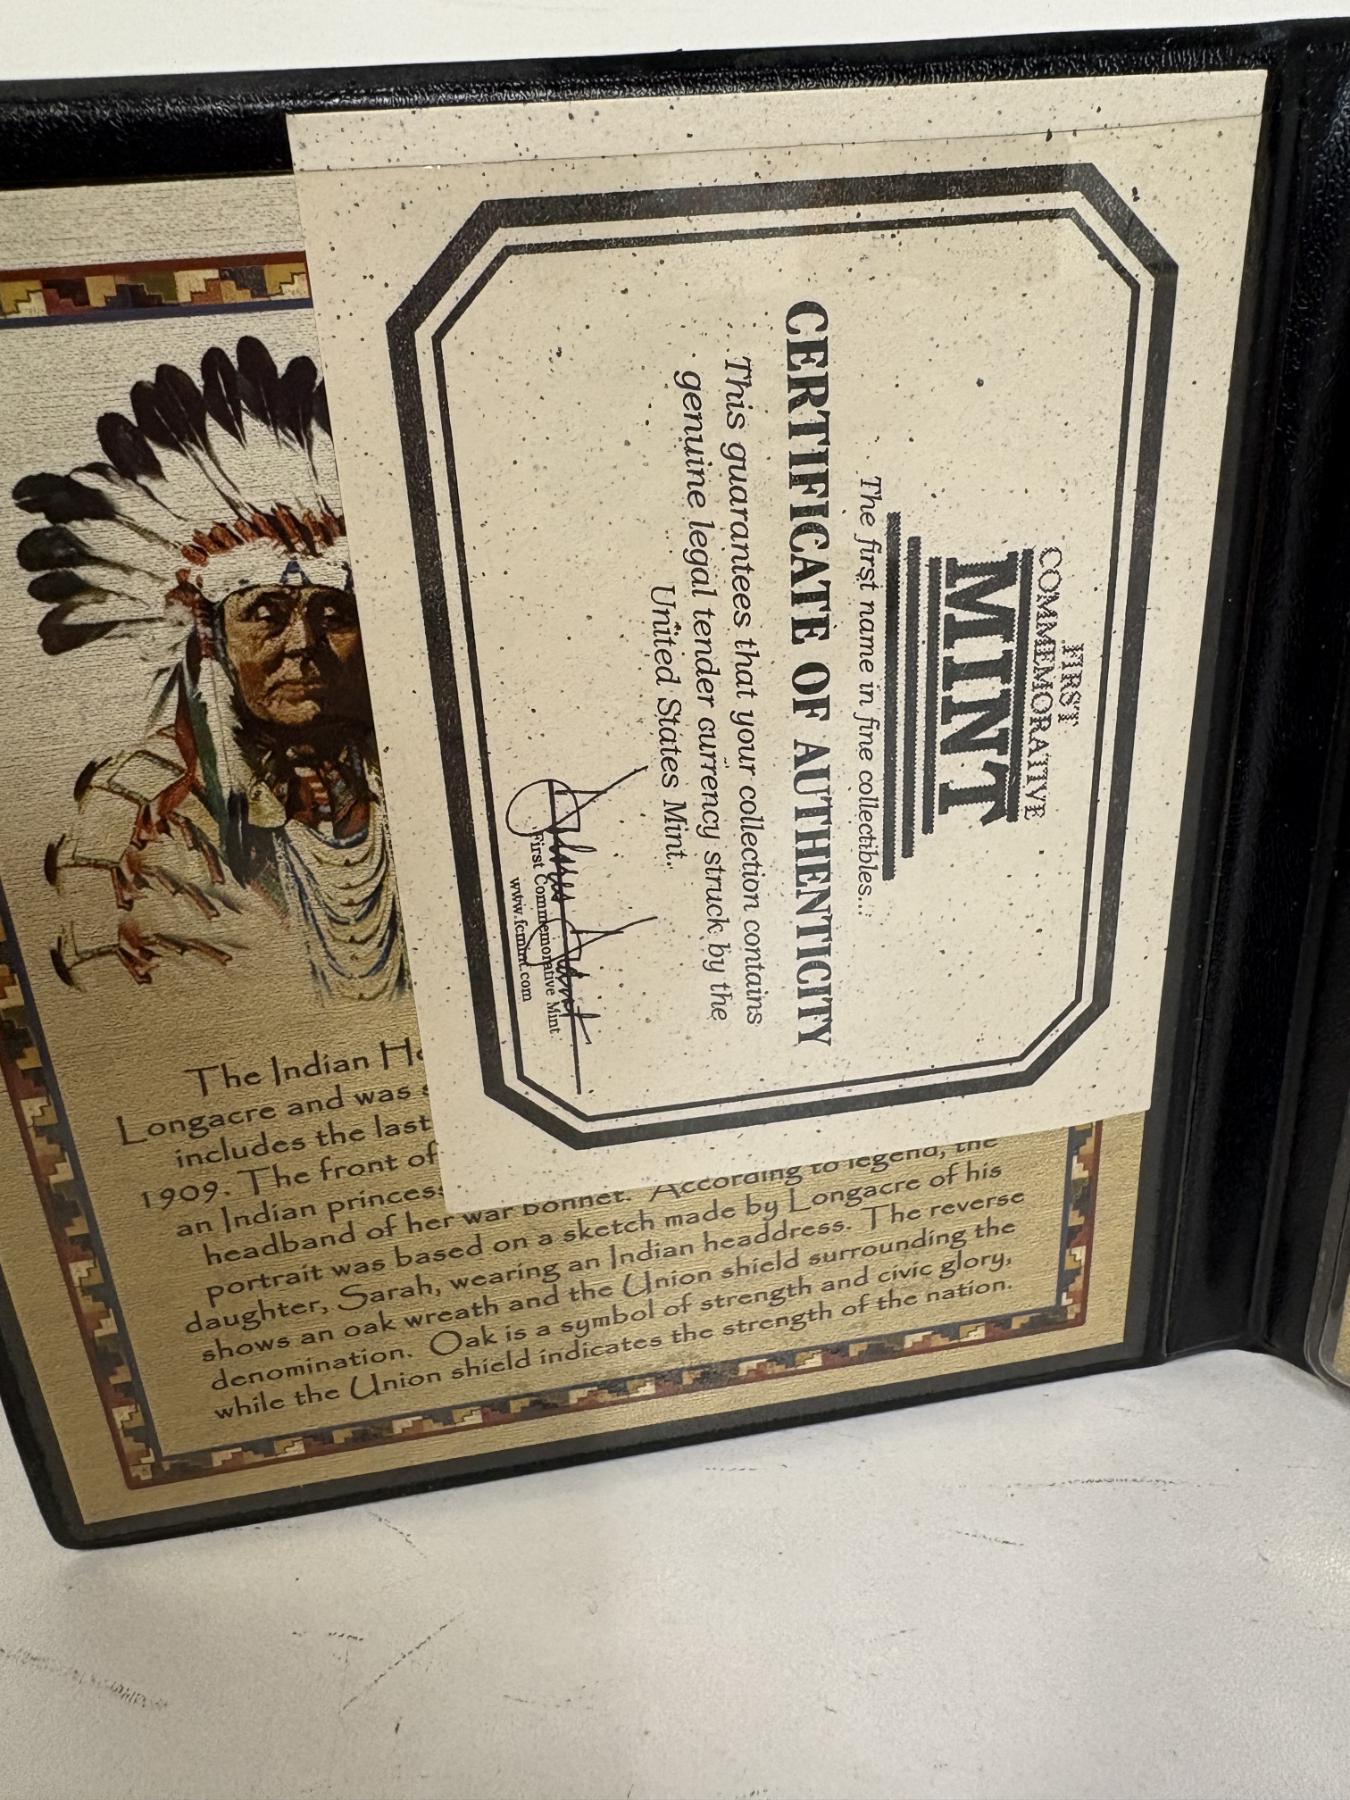 FIRST
COMMEMORATIVE
MINT
The first name in fine collectibles...
CERTIFICATE OF AUTHENTICITY
This guarantees that your collection contains
genuine legal tender currency struck by the
United States Mint.
First Commemorative Mint
www.fcmint.com
The Indian He
Longacre and was
includes the last
1909. The front of
an Indian princess According to legend, the
headband of her war bonnet.
portrait was based on a sketch made by Longacre of his
daughter, Sarah, wearing an Indian headdress. The reverse
shows an oak wreath and the Union shield surrounding the
denomination. Oak is a symbol of strength and civic glory,
while the Union shield indicates the strength of the nation.